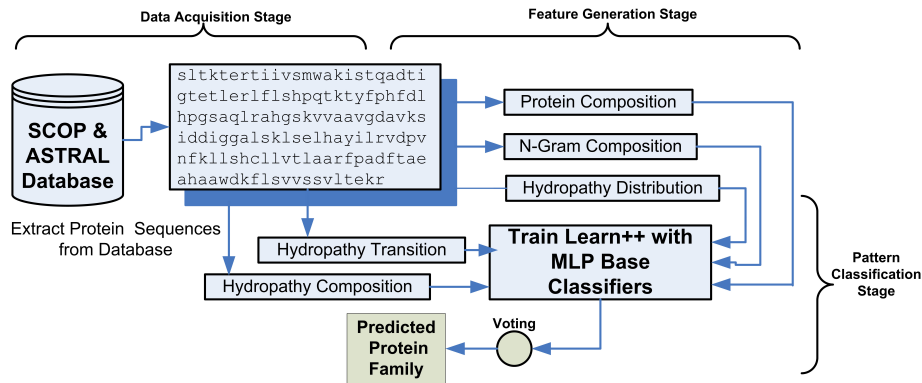 Data Acquisition Stage
Feature Generation Stage
SCOP &
ASTRAL
Database
sltktertiivsmwakistqadti
gtetlerlflshpqtktyfphfdl
hpgsaqlrahgskvvaavgdavks
iddiggalsklselhayilrvdpv
nfkllshcllvtlaarfpadftae
ahaawdkflsvvssvltekr
Protein Composition
N-Gram Composition
Hydropathy Distribution
Extract Protein Sequences
from Database
Hydropathy Transition
Hydropathy Composition
Train Learn++ with
MLP Base
Classifiers
Pattern
Classification
Stage
Voting
Predicted
Protein
Family